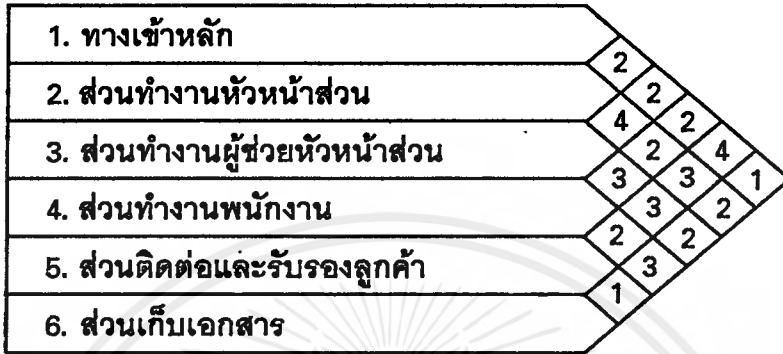 1. ทางเข้าหลัก
2
2. ส่วนทำงานหัวหน้าส่วน 2
4 2
3. ส่วนทำงานผู้ช่วยหัวหน้าส่วน 2 4
3 3 1
4. ส่วนทำงานพนักงาน 3 2
2 2
5. ส่วนติดต่อและรับรองลูกค้า 3
1
6. ส่วนเก็บเอกสาร